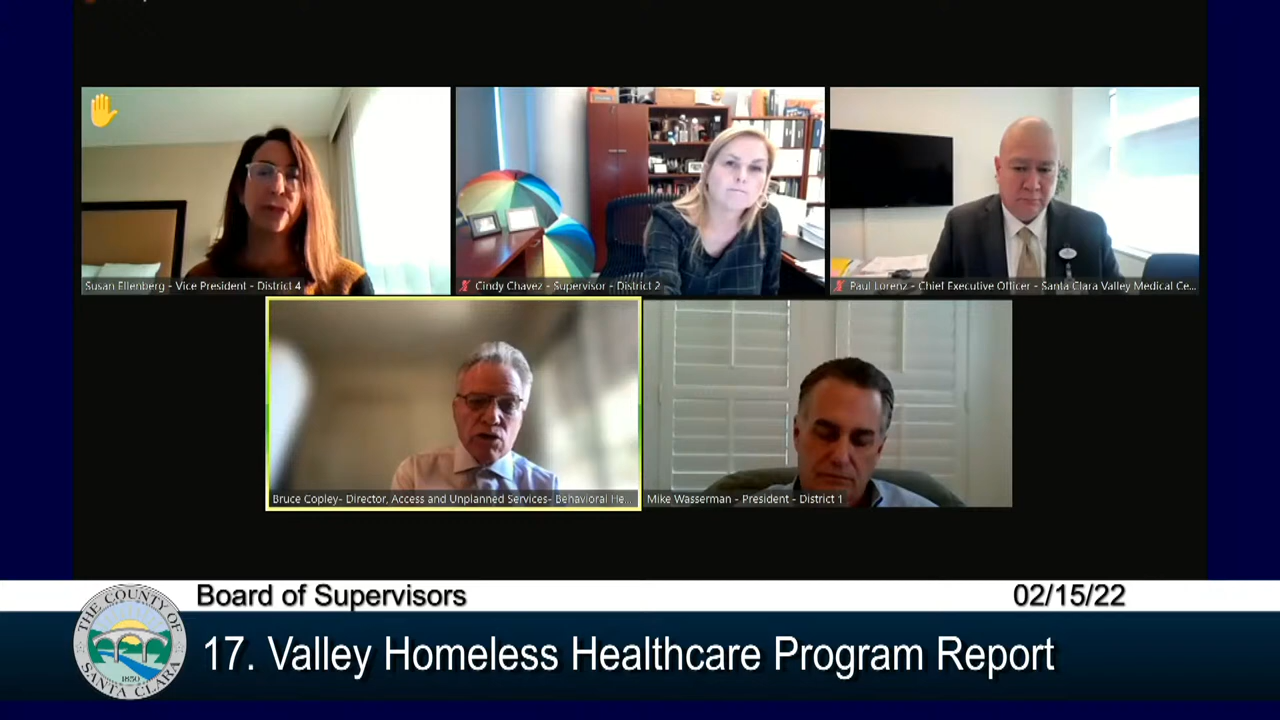 Susan Ellenberg - Vice President - District 4
Cindy Chavez - Supervisor - District 2
Paul Lorenz - Chief Executive Officer - Santa Clara Valley Medical Ce...
Bruce Copley- Director, Access and Unplanned Services- Behavioral He...
Mike Wasserman - President - District 1
Board of Supervisors
02/15/22
THE COUNTY OF
SANTA CLARA
1850
17. Valley Homeless Healthcare Program Report